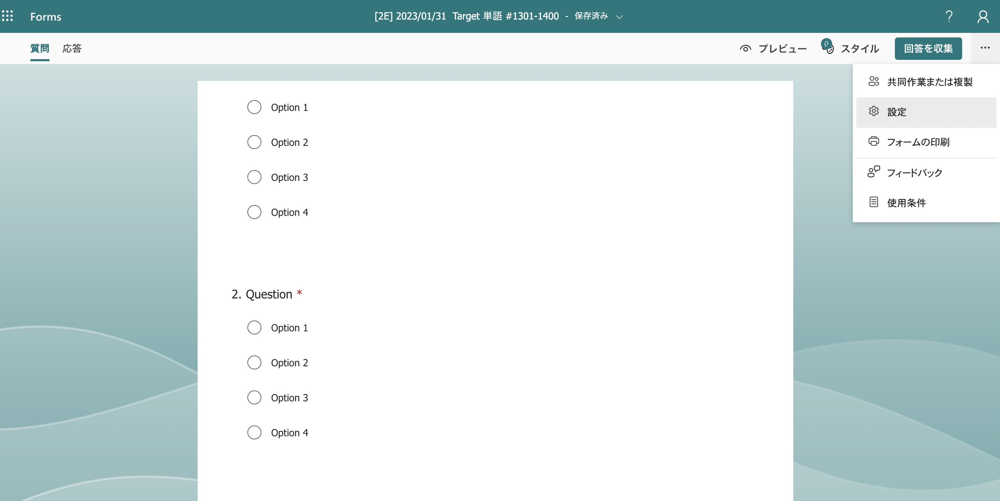 Forms
[2E] 2023/01/31 Target 単語 #1301-1400 - 保存済み
?
質問 応答
プレビュー スタイル 回答を収集 ...
共同作業または複製
設定
フォームの印刷
フィードバック
使用条件
Option 1
Option 2
Option 3
Option 4
2. Question *
Option 1
Option 2
Option 3
Option 4